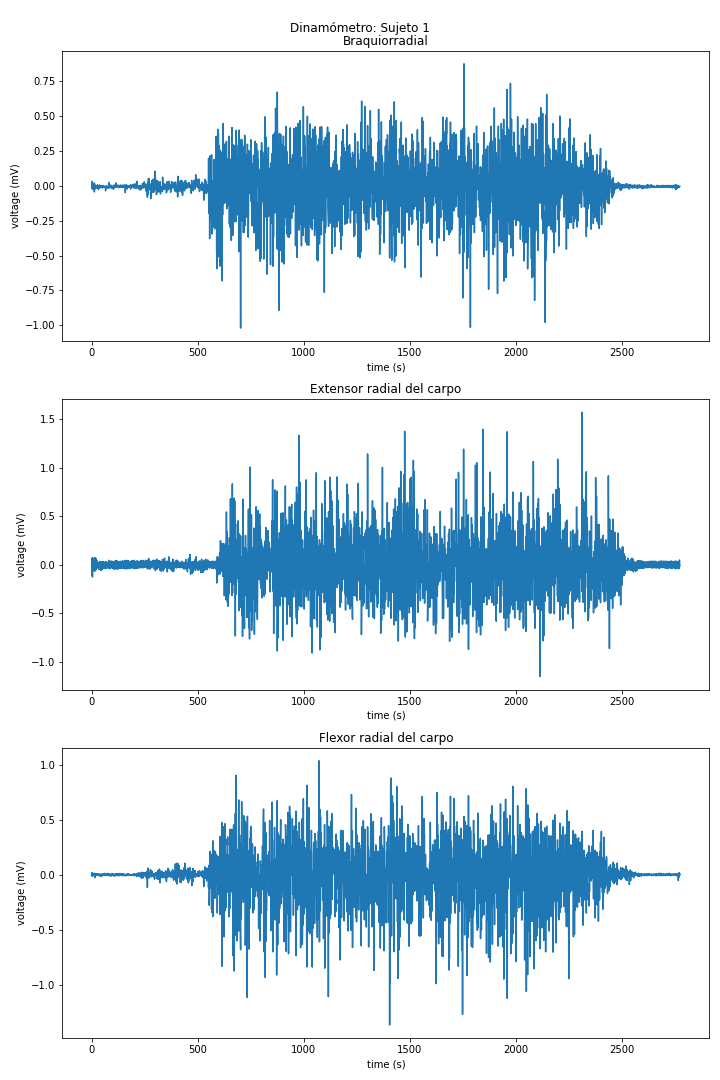 Dinamómetro: Sujeto 1
Braquiorradial
0.75
0.50
0.25
0.00
−0.25
−0.50
−0.75
−1.00
voltage (mV)
0 500 1000 1500 2000 2500
time (s)
Extensor radial del carpo
1.5
1.0
0.5
0.0
−0.5
−1.0
voltage (mV)
0 500 1000 1500 2000 2500
time (s)
Flexor radial del carpo
1.0
0.5
0.0
−0.5
−1.0
voltage (mV)
0 500 1000 1500 2000 2500
time (s)